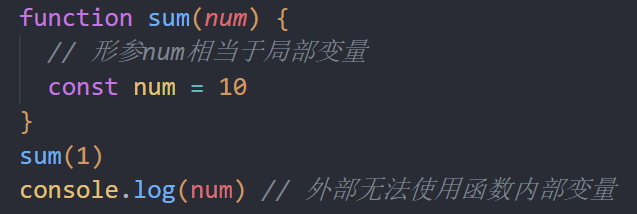 function sum(num) {
// 形参num相当于局部变量
const num = 10
}
sum(1)
console.log(num) // 外部无法使用函数内部变量